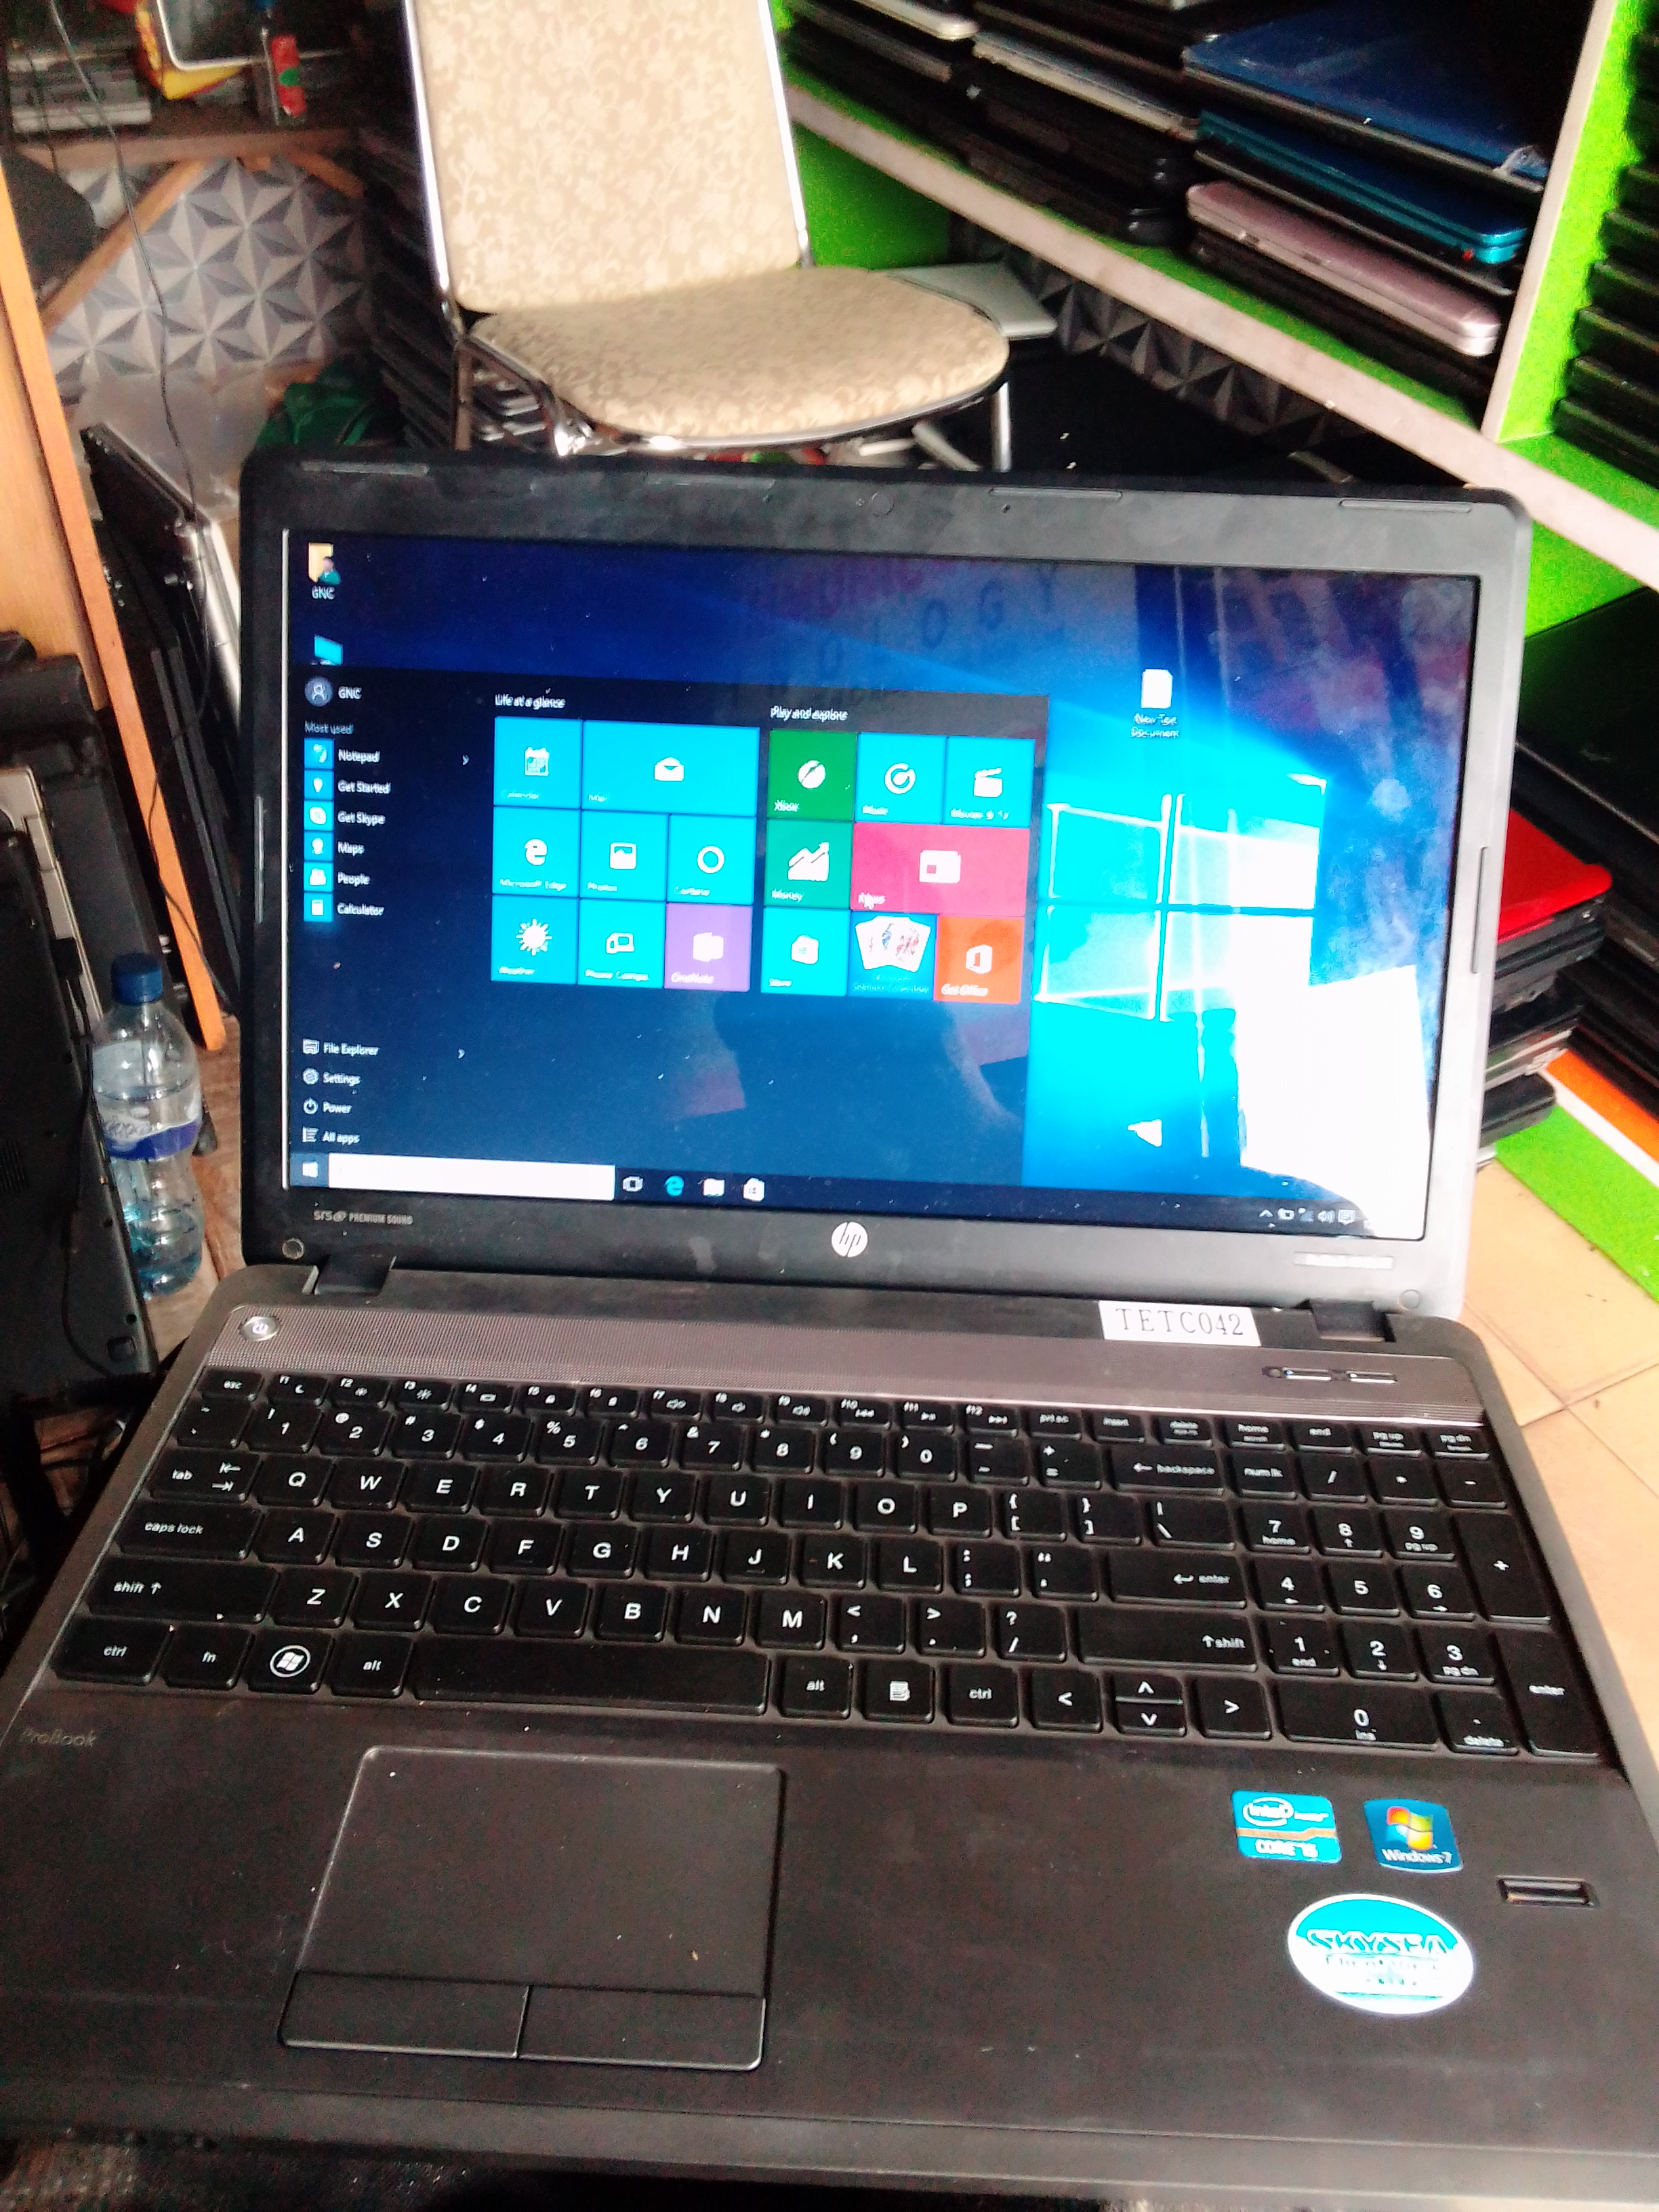 GNC
GNC
Most used
Notepad
Get Started
Get Skype
Maps
People
Calculator
File Explorer
Settings
Power
All apps
Life at a glance
Calendar
Mail
Microsoft Edge
Photos
Cortana
Weather
OneNote
Play and explore
Xbox
Music
Money
News
Store
Get Office
New Text
Document
SRS PREMIUM SOUND
hp
TETC042
esc f1 f2 f3 f4 f5 f6 f7 f8 f9 f10 f11 f12 prt sc insert delete home end pg up pg dn
~ ! @ # $ % ^ & * ( ) — +
` 1 2 3 4 5 6 7 8 9 0 - = backspace num lk / * -
tab Q W E R T Y U I O P { [ } ] | \ 7 home 8 9 pg up +
caps lock A S D F G H J K L : ; " ' enter 4 5 6
shift Z X C V B N M < , > . ? / shift 1 end 2 3 pg dn enter
ctrl fn alt alt ctrl < ^ v > 0 ins . delete
ProBook
intel
CORE i5
Windows 7